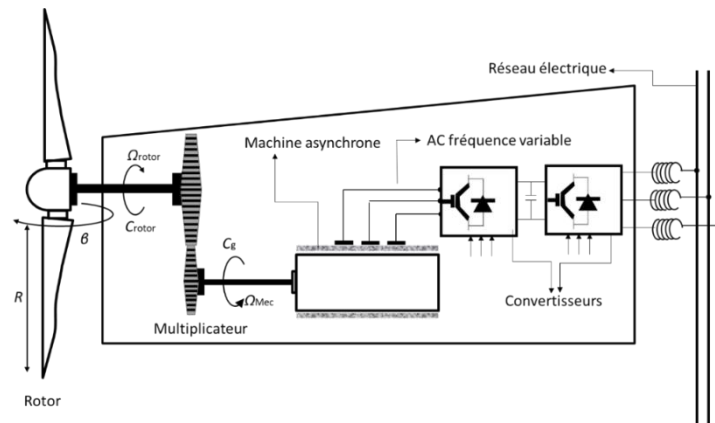 Réseau électrique
Machine asynchrone
AC fréquence variable
Ωrotor
Crotor
Cg
ϐ
ΩMec
R
Convertisseurs
Multiplicateur
Rotor